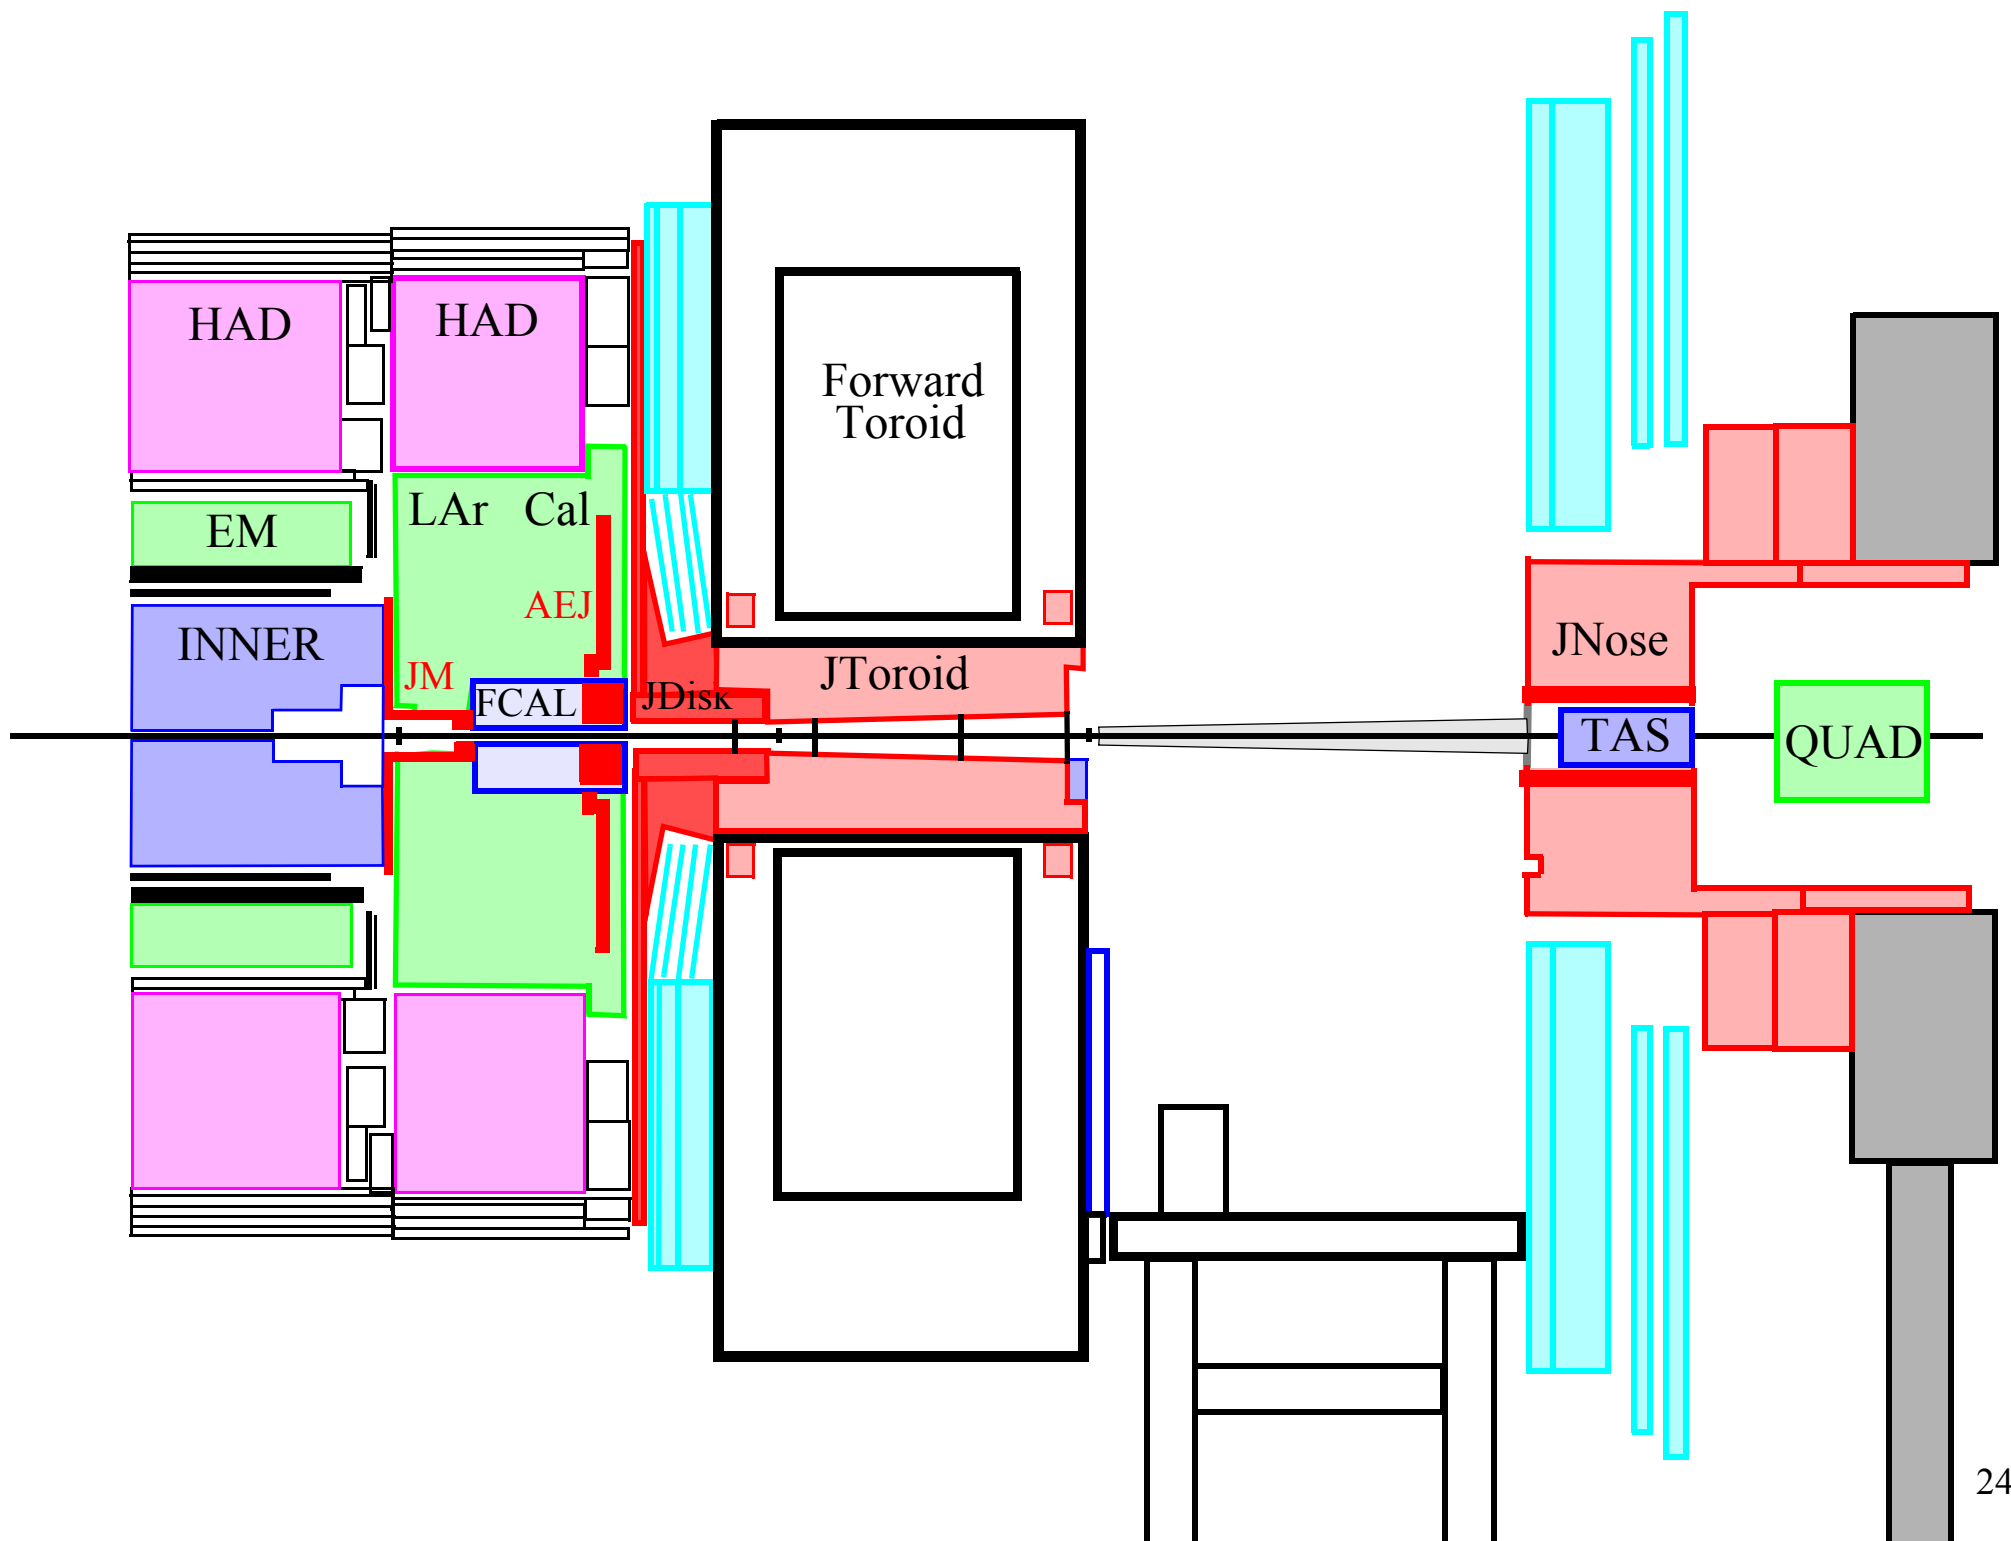 HAD
HAD
Forward
Toroid
LAr Cal
EM
AEJ
INNER
JM
FCAL
JDisk
JToroid
JNose
TAS
QUAD
24